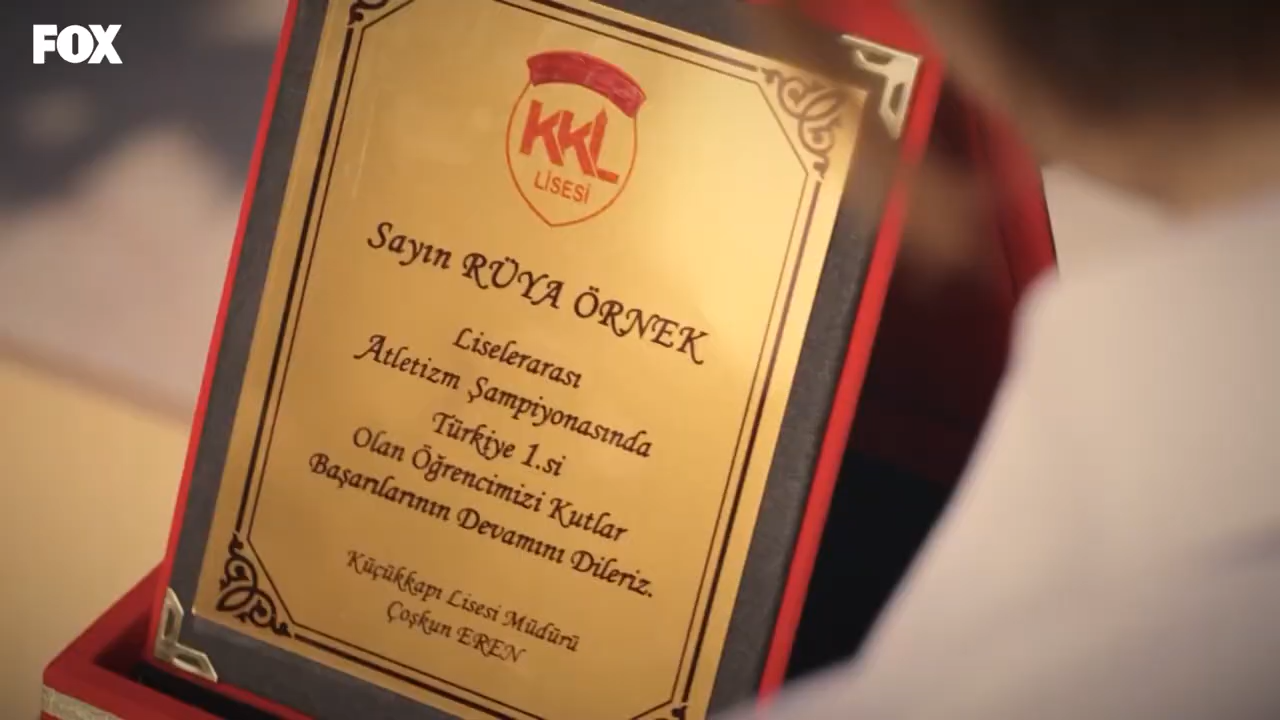 FOX
KKL
LİSESİ
Sayın RÜYA ÖRNEK
Liselerarası
Atletizm Şampiyonasında
Türkiye 1.si
Olan Öğrencimizi Kutlar
Başarılarının Devamını Dileriz.
Küçükkapı Lisesi Müdürü
Çoşkun EREN